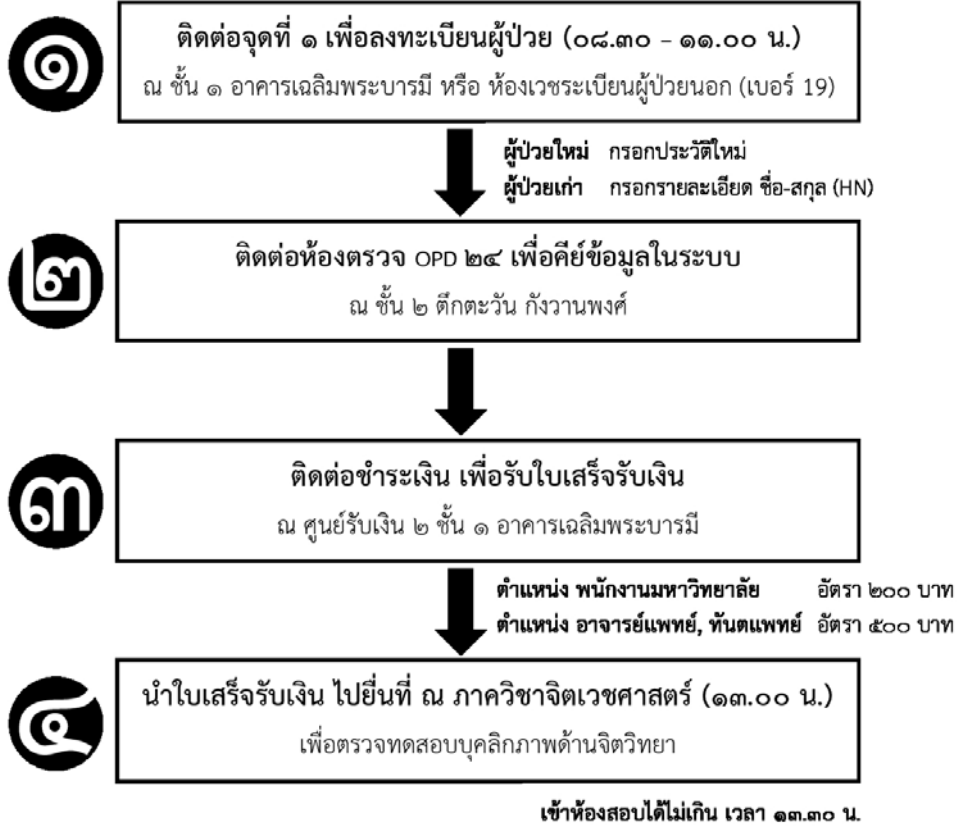 ๑
ติดต่อจุดที่ ๑ เพื่อลงทะเบียนผู้ป่วย (๐๘.๓๐ - ๑๑.๐๐ น.)
ณ ชั้น ๑ อาคารเฉลิมพระบารมี หรือ ห้องเวชระเบียนผู้ป่วยนอก (เบอร์ 19)
ผู้ป่วยใหม่ กรอกประวัติใหม่
ผู้ป่วยเก่า กรอกรายละเอียด ชื่อ-สกุล (HN)
๒
ติดต่อห้องตรวจ OPD ๒๔ เพื่อคีย์ข้อมูลในระบบ
ณ ชั้น ๒ ตึกตะวัน กังวานพงศ์
๓
ติดต่อชำระเงิน เพื่อรับใบเสร็จรับเงิน
ณ ศูนย์รับเงิน ๒ ชั้น ๑ อาคารเฉลิมพระบารมี
ตำแหน่ง พนักงานมหาวิทยาลัย อัตรา ๒๐๐ บาท
ตำแหน่ง อาจารย์แพทย์, ทันตแพทย์ อัตรา ๕๐๐ บาท
๔
นำใบเสร็จรับเงิน ไปยื่นที่ ณ ภาควิชาจิตเวชศาสตร์ (๑๓.๐๐ น.)
เพื่อตรวจทดสอบบุคลิกภาพด้านจิตวิทยา
เข้าห้องสอบได้ไม่เกิน เวลา ๑๓.๓๐ น.